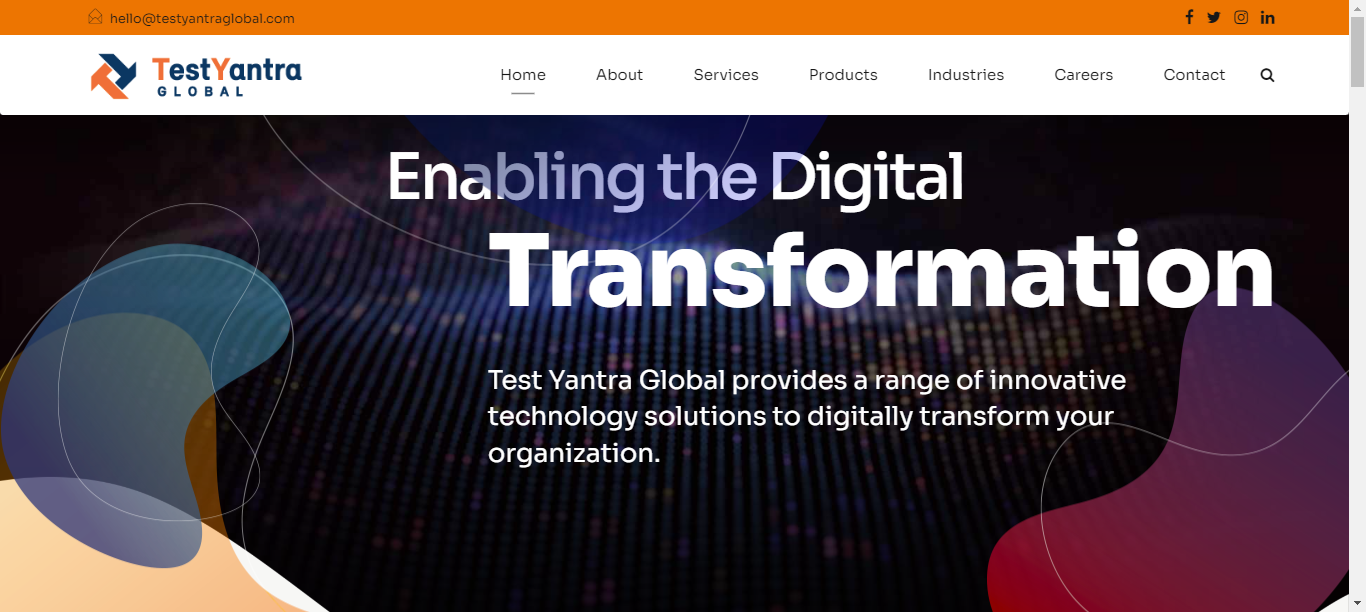 hello@testyantraglobal.com
TestYantra
GLOBAL
Home About Services Products Industries Careers Contact
Enabling the Digital
Transformation
Test Yantra Global provides a range of innovative
technology solutions to digitally transform your
organization.